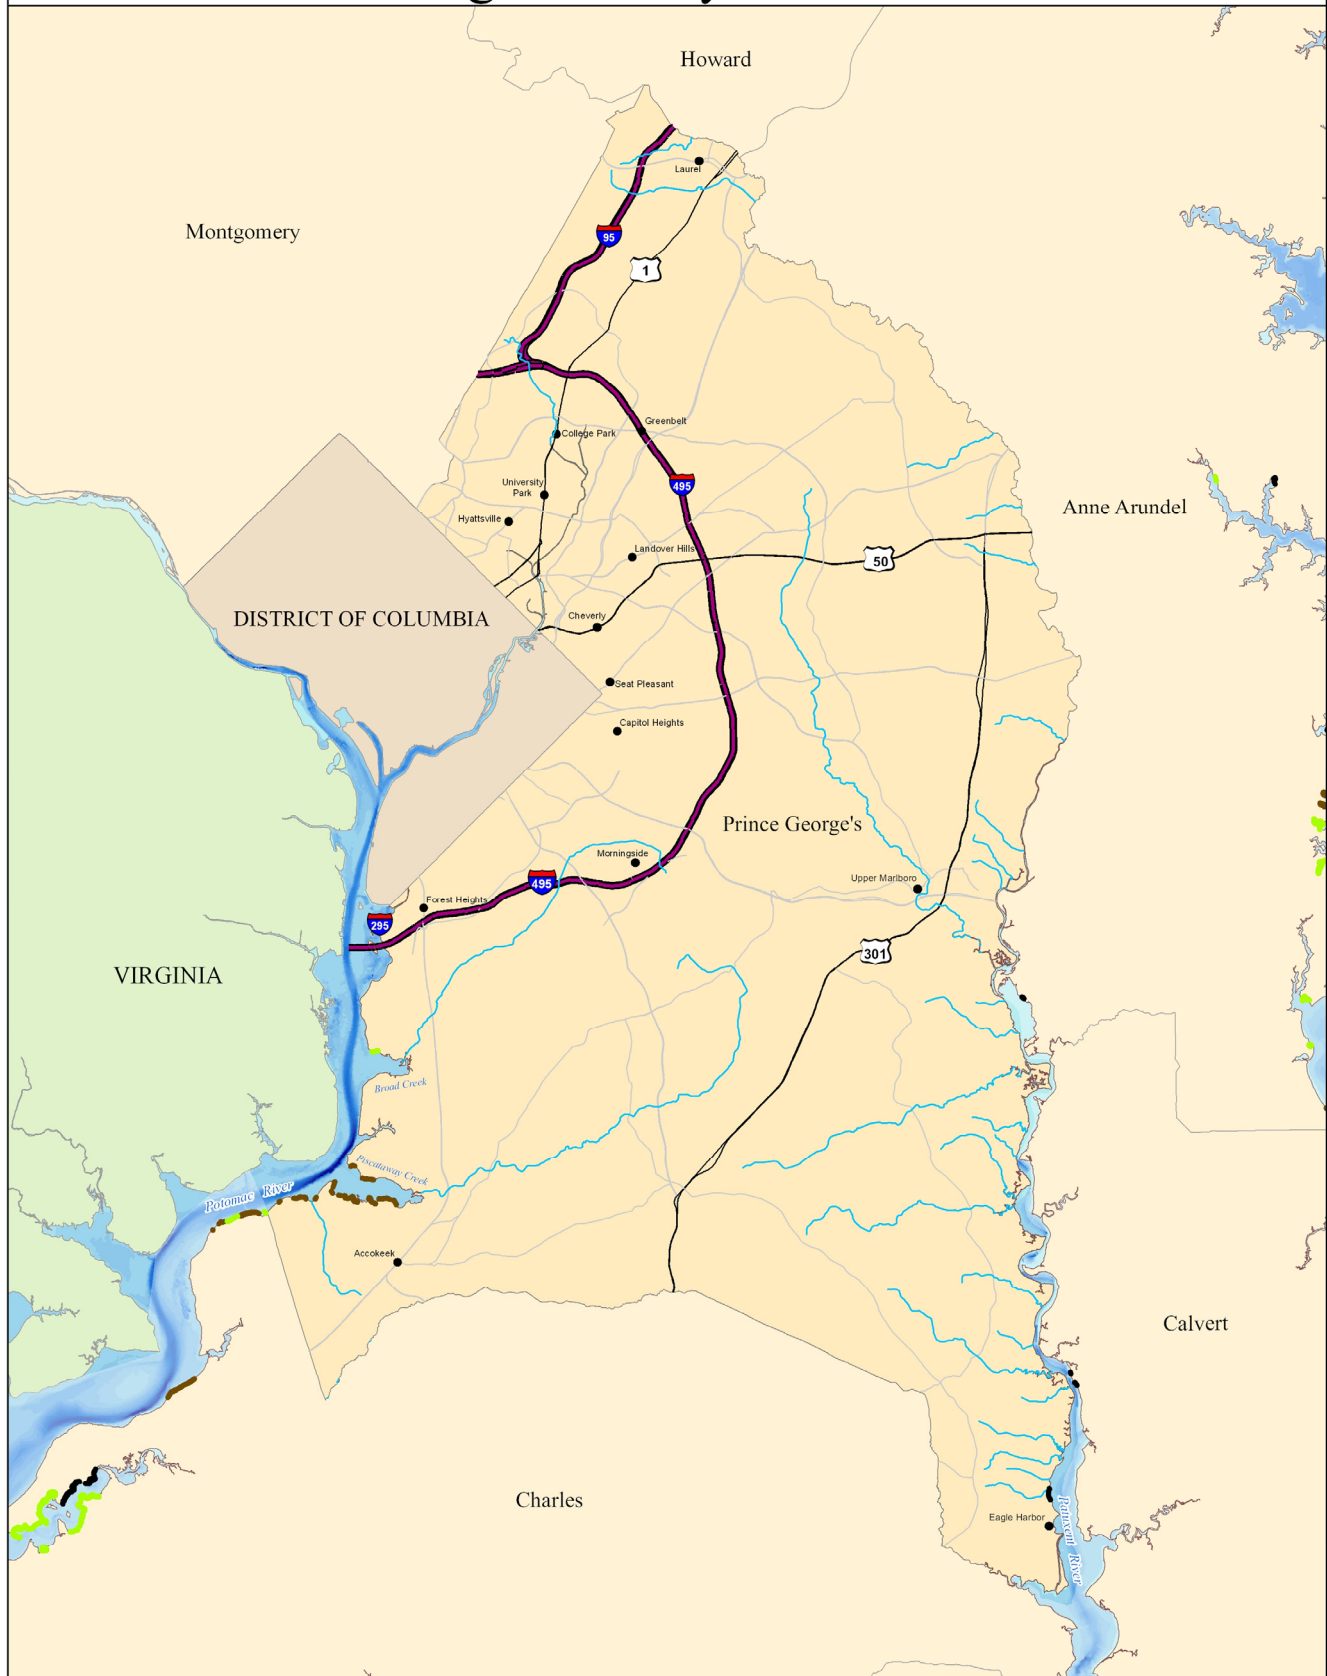 Howard
Laurel
Montgomery
95
1
Greenbelt
College Park
495
University
Park
Anne Arundel
Hyattsville
Landover Hills
50
DISTRICT OF COLUMBIA
Cheverly
Seat Pleasant
Capitol Heights
Prince George's
Morningside
Upper Marlboro
495
Forest Heights
295
301
VIRGINIA
Broad Creek
Piscataway Creek
Potomac River
Accokeek
Calvert
Charles
Eagle Harbor
Patuxent River